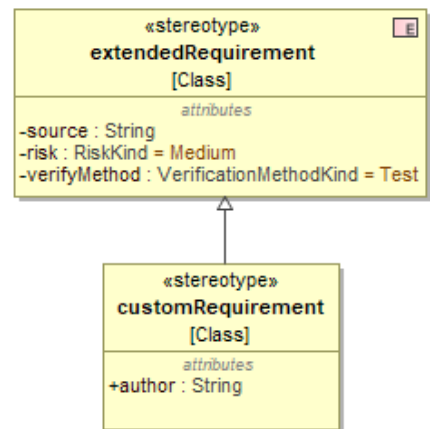 «stereotype»
E
extendedRequirement
[Class]
attributes
-source : String
-risk : RiskKind = Medium
-verifyMethod : VerificationMethodKind = Test
«stereotype»
customRequirement
[Class]
attributes
+author : String